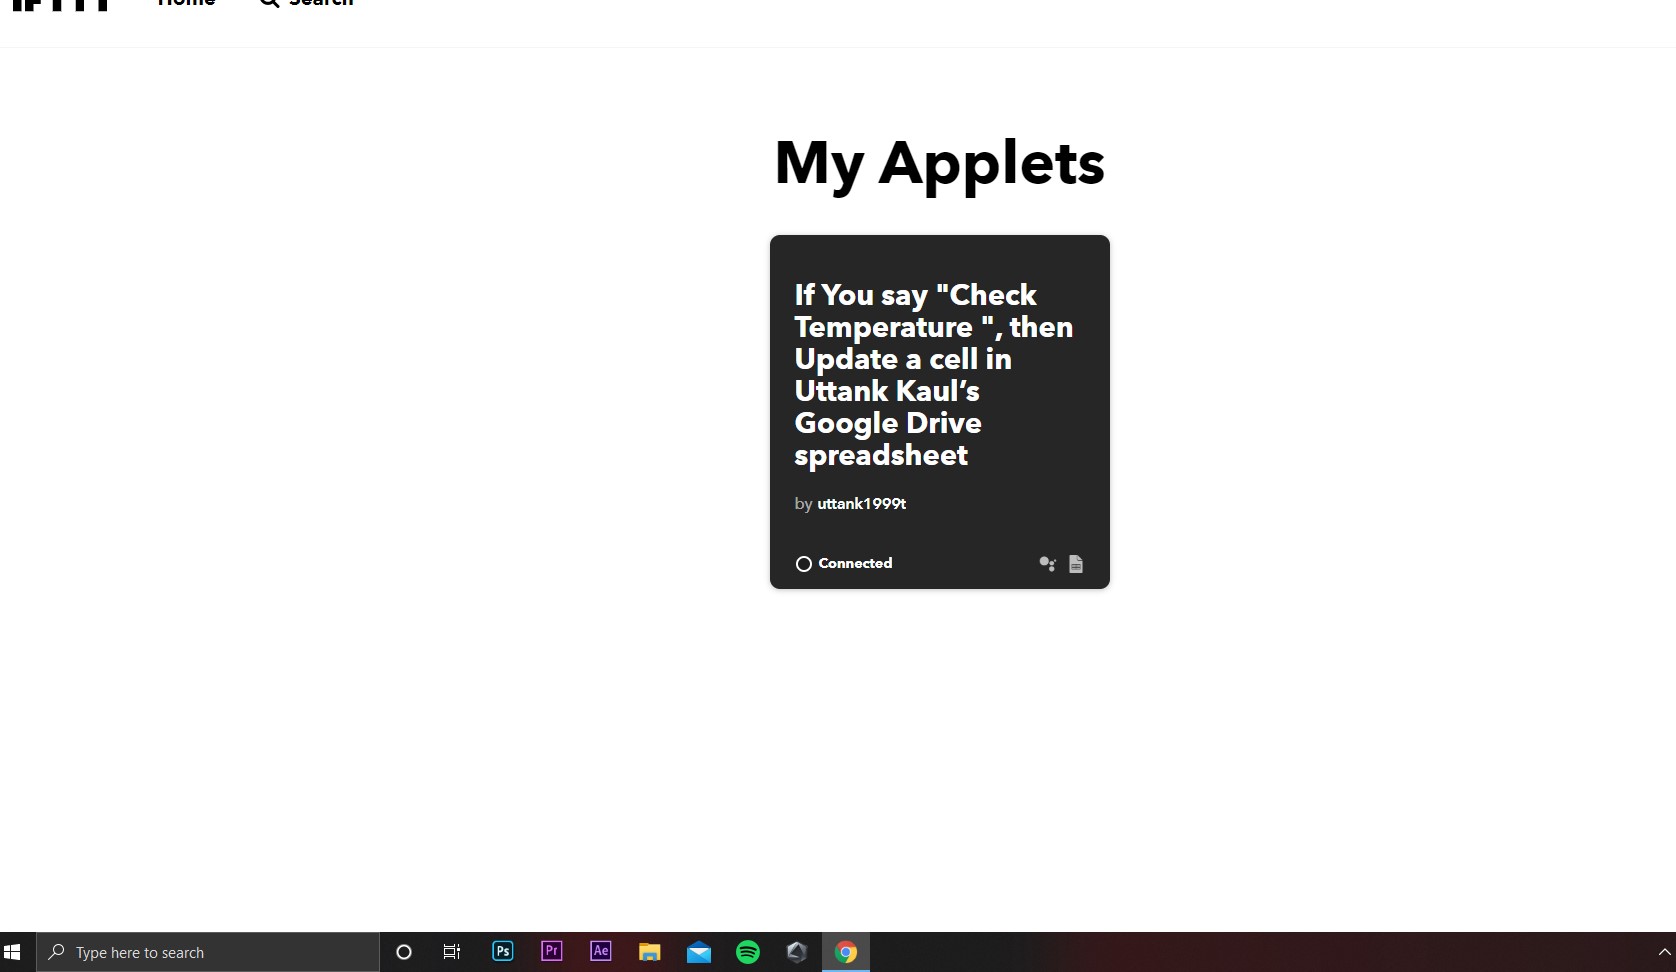 IFTTT Home Search
My Applets
If You say "Check
Temperature ", then
Update a cell in
Uttank Kaul’s
Google Drive
spreadsheet
by uttank1999t
Connected
Type here to search
Ps Pr Ae